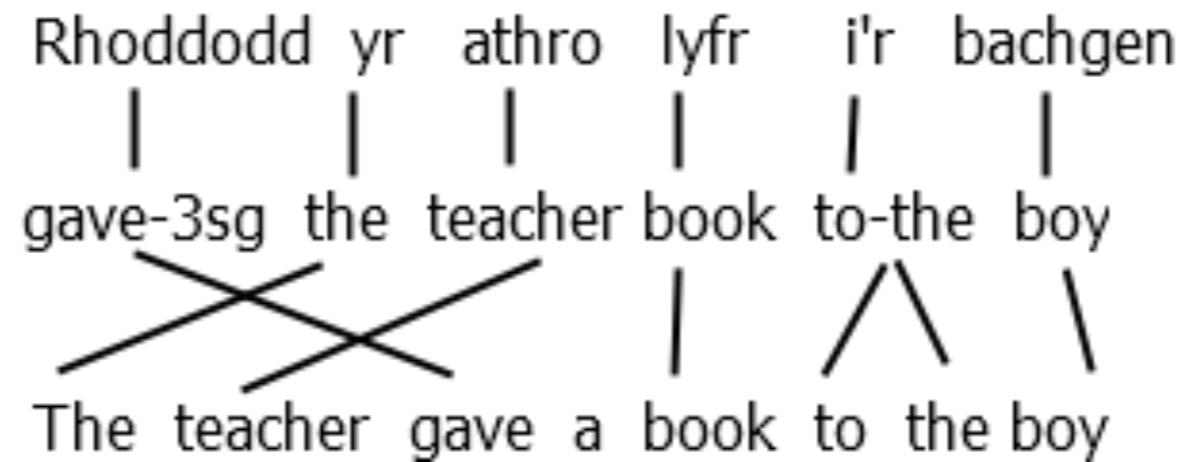 Rhoddodd yr athro lyfr i'r bachgen
gave-3sg the teacher book to-the boy
The teacher gave a book to the boy